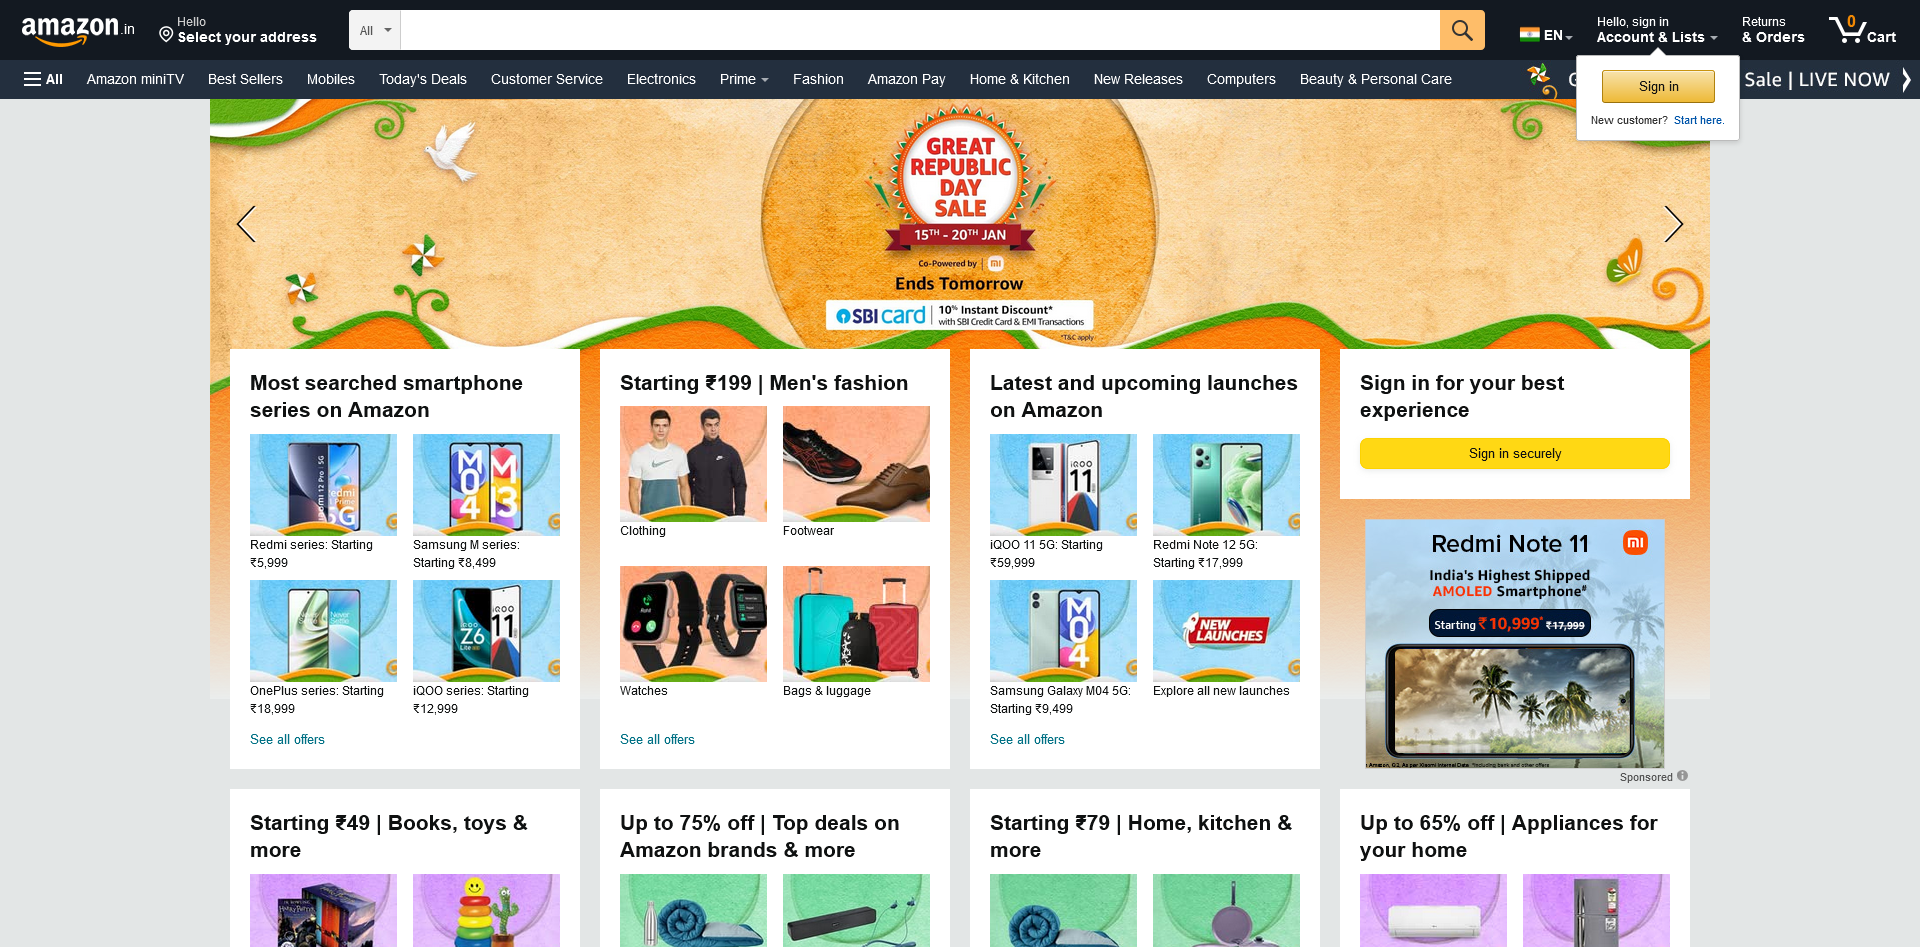 amazon.in
Hello
Select your address
All
EN
Hello, sign in
Account & Lists
Returns
& Orders
0
Cart
All
Amazon miniTV
Best Sellers
Mobiles
Today's Deals
Customer Service
Electronics
Prime
Fashion
Amazon Pay
Home & Kitchen
New Releases
Computers
Beauty & Personal Care
G
Sale | LIVE NOW
Sign in
New customer? Start here.
GREAT
REPUBLIC
DAY
SALE
15TH - 20TH JAN
Co-Powered by | mi
Ends Tomorrow
SBI card | 10% Instant Discount*
with SBI Credit Card & EMI Transactions
*T&C apply
Most searched smartphone
series on Amazon
Redmi series: Starting
₹5,999
Samsung M series:
Starting ₹8,499
OnePlus series: Starting
₹18,999
iQOO series: Starting
₹12,999
See all offers
Starting ₹199 | Men's fashion
Clothing
Footwear
Watches
Bags & luggage
See all offers
Latest and upcoming launches
on Amazon
iQOO
11
iQOO 11 5G: Starting
₹59,999
Redmi Note 12 5G:
Starting ₹17,999
M04
NEW
LAUNCHES
Samsung Galaxy M04 5G:
Starting ₹9,499
Explore all new launches
See all offers
Sign in for your best
experience
Sign in securely
Redmi Note 11
mi
India's Highest Shipped
AMOLED Smartphone#
Starting ₹10,999* ₹17,999
Sponsored
Starting ₹49 | Books, toys &
more
Up to 75% off | Top deals on
Amazon brands & more
Starting ₹79 | Home, kitchen &
more
Up to 65% off | Appliances for
your home
HARRY POTTER